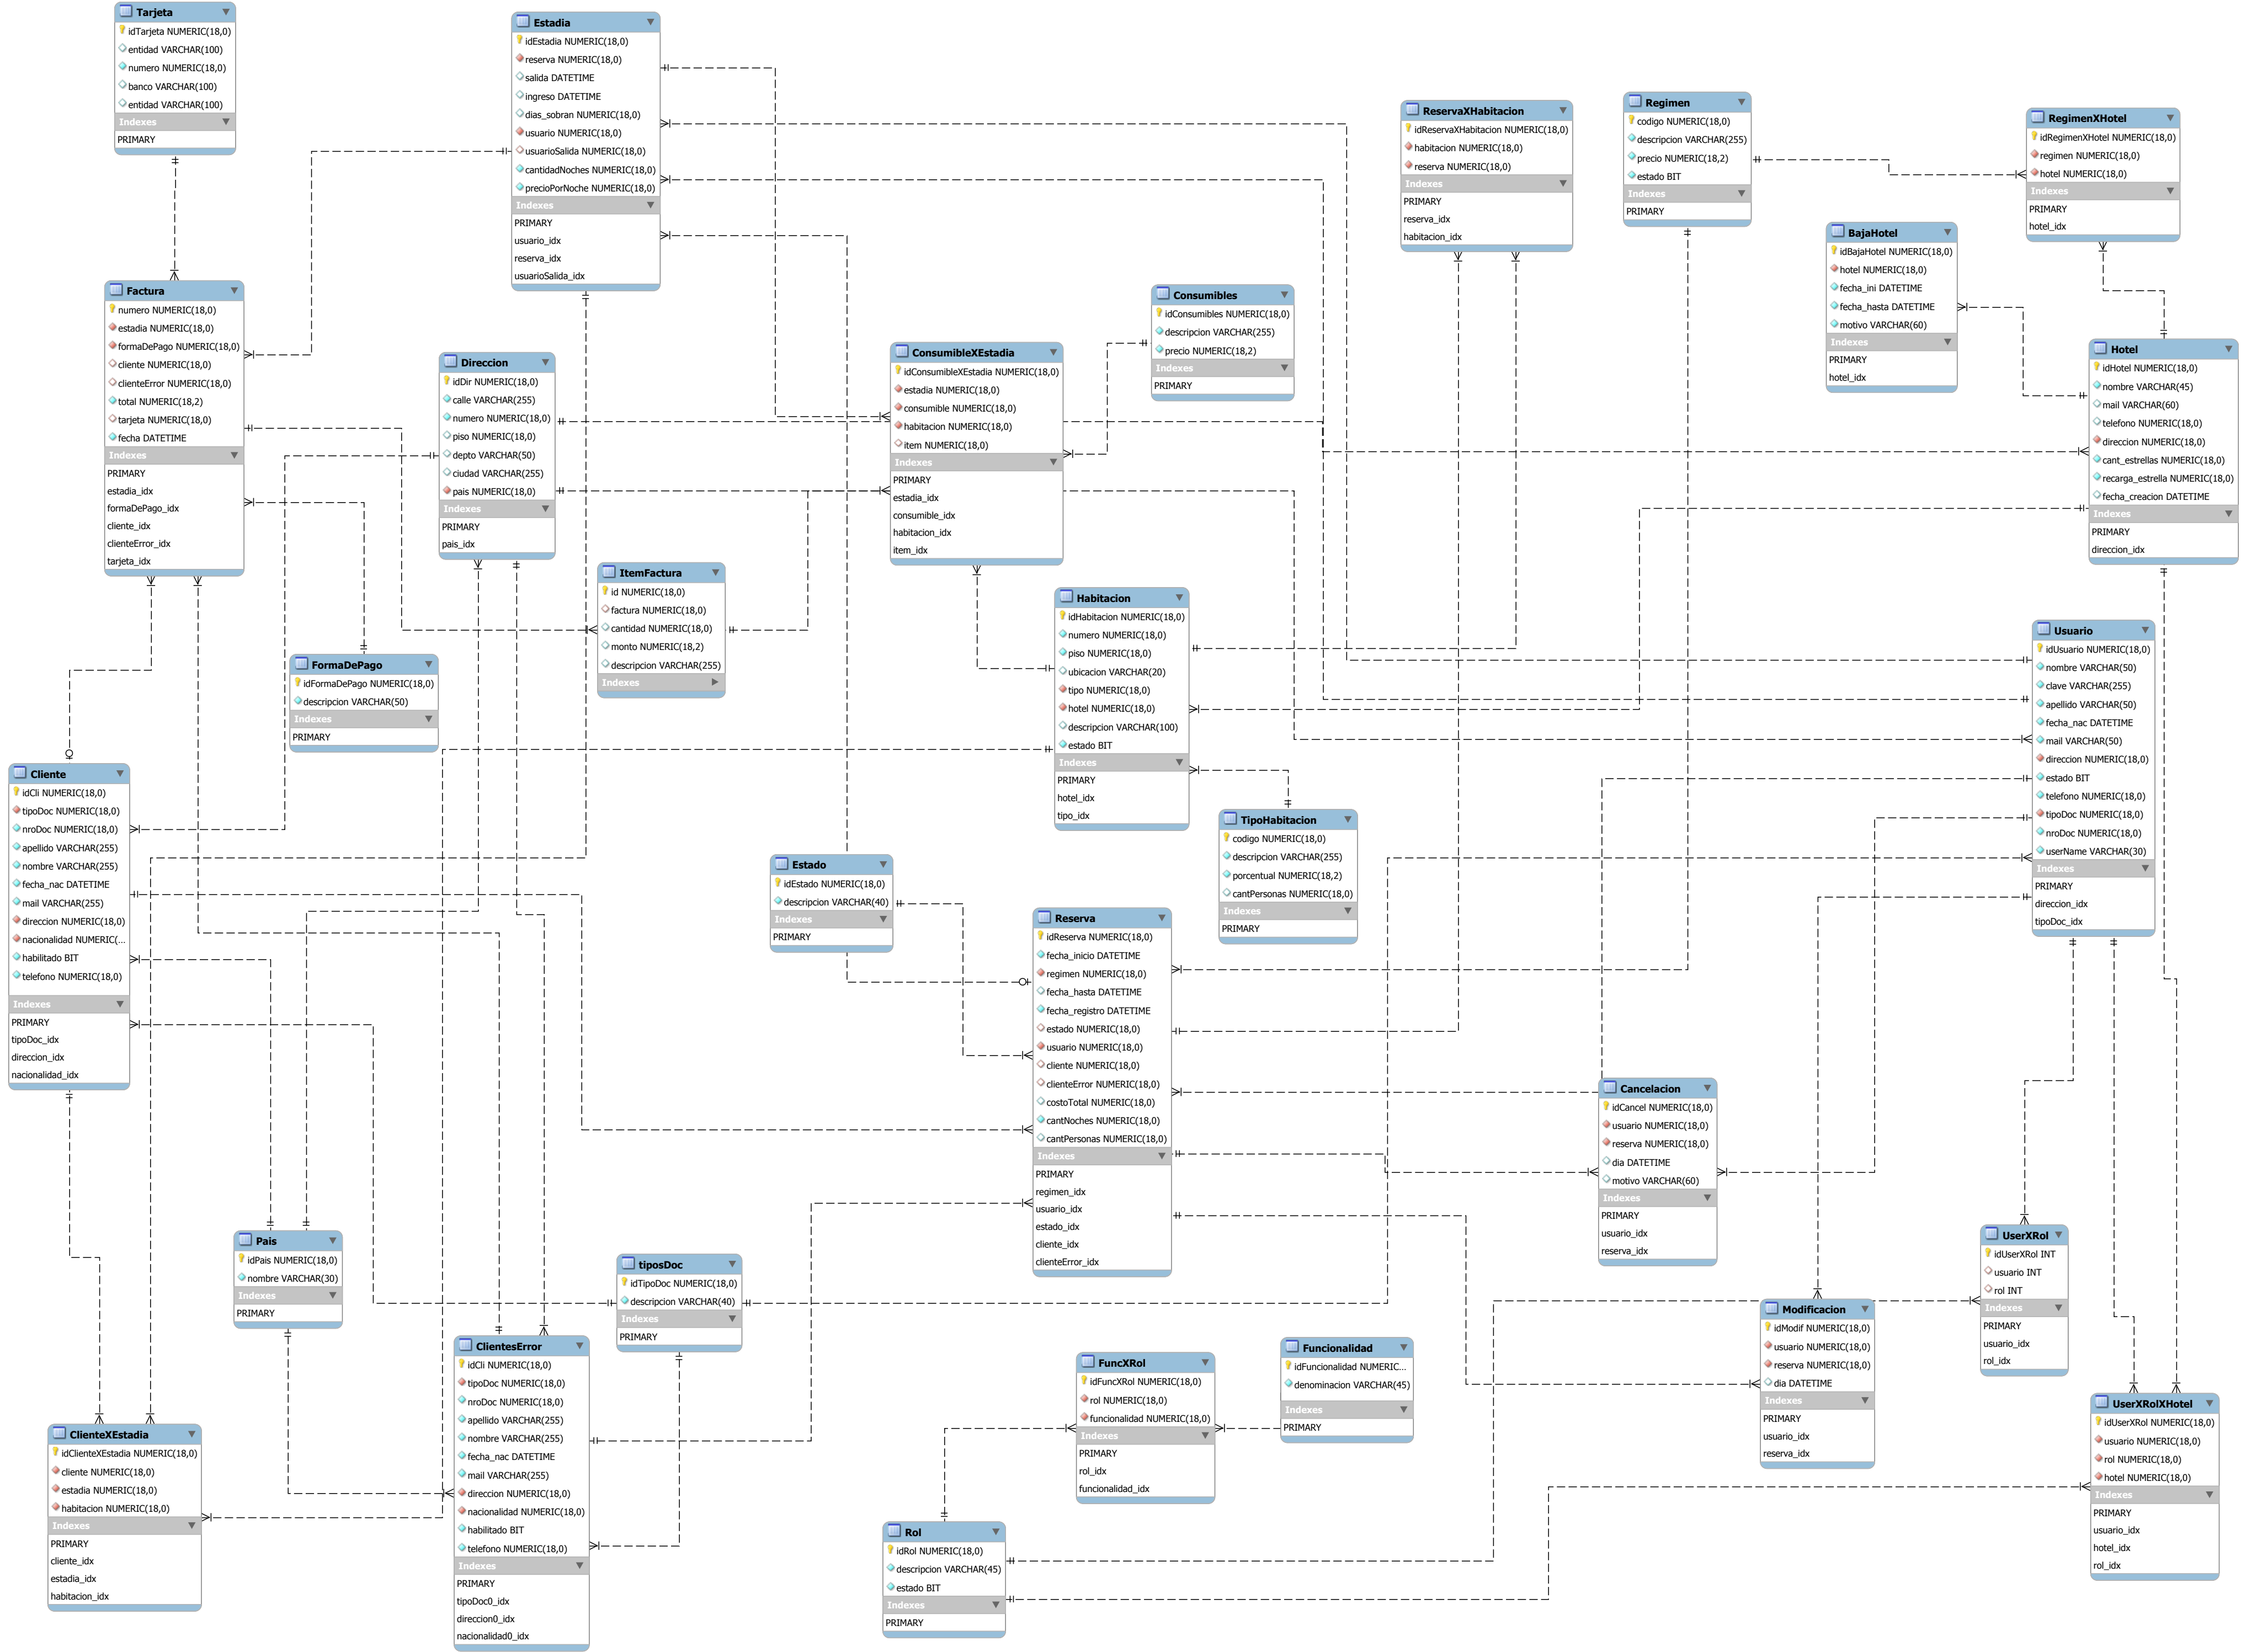 Tarjeta
idTarjeta NUMERIC(18,0)
entidad VARCHAR(100)
numero NUMERIC(18,0)
banco VARCHAR(100)
entidad VARCHAR(100)
Indexes
PRIMARY
Estadia
idEstadia NUMERIC(18,0)
reserva NUMERIC(18,0)
salida DATETIME
ingreso DATETIME
dias_sobran NUMERIC(18,0)
usuario NUMERIC(18,0)
usuarioSalida NUMERIC(18,0)
cantidadNoches NUMERIC(18,0)
precioPorNoche NUMERIC(18,0)
Indexes
PRIMARY
usuario_idx
reserva_idx
usuarioSalida_idx
ReservaXHabitacion
idReservaXHabitacion NUMERIC(18,0)
habitacion NUMERIC(18,0)
reserva NUMERIC(18,0)
Indexes
PRIMARY
reserva_idx
habitacion_idx
Regimen
codigo NUMERIC(18,0)
descripcion VARCHAR(255)
precio NUMERIC(18,2)
estado BIT
Indexes
PRIMARY
RegimenXHotel
idRegimenXHotel NUMERIC(18,0)
regimen NUMERIC(18,0)
hotel NUMERIC(18,0)
Indexes
PRIMARY
hotel_idx
BajaHotel
idBajaHotel NUMERIC(18,0)
hotel NUMERIC(18,0)
fecha_ini DATETIME
fecha_hasta DATETIME
motivo VARCHAR(60)
Indexes
PRIMARY
hotel_idx
Factura
numero NUMERIC(18,0)
estadia NUMERIC(18,0)
formaDePago NUMERIC(18,0)
cliente NUMERIC(18,0)
clienteError NUMERIC(18,0)
total NUMERIC(18,2)
tarjeta NUMERIC(18,0)
fecha DATETIME
Indexes
PRIMARY
estadia_idx
formaDePago_idx
cliente_idx
clienteError_idx
tarjeta_idx
Direccion
idDir NUMERIC(18,0)
calle VARCHAR(255)
numero NUMERIC(18,0)
piso NUMERIC(18,0)
depto VARCHAR(50)
ciudad VARCHAR(255)
pais NUMERIC(18,0)
Indexes
PRIMARY
pais_idx
ConsumibleXEstadia
idConsumibleXEstadia NUMERIC(18,0)
estadia NUMERIC(18,0)
consumible NUMERIC(18,0)
habitacion NUMERIC(18,0)
item NUMERIC(18,0)
Indexes
PRIMARY
estadia_idx
consumible_idx
habitacion_idx
item_idx
Consumibles
idConsumibles NUMERIC(18,0)
descripcion VARCHAR(255)
precio NUMERIC(18,2)
Indexes
PRIMARY
Hotel
idHotel NUMERIC(18,0)
nombre VARCHAR(45)
mail VARCHAR(60)
telefono NUMERIC(18,0)
direccion NUMERIC(18,0)
cant_estrellas NUMERIC(18,0)
recarga_estrella NUMERIC(18,0)
fecha_creacion DATETIME
Indexes
PRIMARY
direccion_idx
ItemFactura
id NUMERIC(18,0)
factura NUMERIC(18,0)
cantidad NUMERIC(18,0)
monto NUMERIC(18,2)
descripcion VARCHAR(255)
Indexes
FormaDePago
idFormaDePago NUMERIC(18,0)
descripcion VARCHAR(50)
Indexes
PRIMARY
Habitacion
idHabitacion NUMERIC(18,0)
numero NUMERIC(18,0)
piso NUMERIC(18,0)
ubicacion VARCHAR(20)
tipo NUMERIC(18,0)
hotel NUMERIC(18,0)
descripcion VARCHAR(100)
estado BIT
Indexes
PRIMARY
hotel_idx
tipo_idx
Usuario
idUsuario NUMERIC(18,0)
nombre VARCHAR(50)
clave VARCHAR(255)
apellido VARCHAR(50)
fecha_nac DATETIME
mail VARCHAR(50)
direccion NUMERIC(18,0)
estado BIT
telefono NUMERIC(18,0)
tipoDoc NUMERIC(18,0)
nroDoc NUMERIC(18,0)
userName VARCHAR(30)
Indexes
PRIMARY
direccion_idx
tipoDoc_idx
Cliente
idCli NUMERIC(18,0)
tipoDoc NUMERIC(18,0)
nroDoc NUMERIC(18,0)
apellido VARCHAR(255)
nombre VARCHAR(255)
fecha_nac DATETIME
mail VARCHAR(255)
direccion NUMERIC(18,0)
nacionalidad NUMERIC(...
habilitado BIT
telefono NUMERIC(18,0)
Indexes
PRIMARY
tipoDoc_idx
direccion_idx
nacionalidad_idx
TipoHabitacion
codigo NUMERIC(18,0)
descripcion VARCHAR(255)
porcentual NUMERIC(18,2)
cantPersonas NUMERIC(18,0)
Indexes
PRIMARY
Estado
idEstado NUMERIC(18,0)
descripcion VARCHAR(40)
Indexes
PRIMARY
Reserva
idReserva NUMERIC(18,0)
fecha_inicio DATETIME
regimen NUMERIC(18,0)
fecha_hasta DATETIME
fecha_registro DATETIME
estado NUMERIC(18,0)
usuario NUMERIC(18,0)
cliente NUMERIC(18,0)
clienteError NUMERIC(18,0)
costoTotal NUMERIC(18,0)
cantNoches NUMERIC(18,0)
cantPersonas NUMERIC(18,0)
Indexes
PRIMARY
regimen_idx
usuario_idx
estado_idx
cliente_idx
clienteError_idx
Cancelacion
idCancel NUMERIC(18,0)
usuario NUMERIC(18,0)
reserva NUMERIC(18,0)
dia DATETIME
motivo VARCHAR(60)
Indexes
PRIMARY
usuario_idx
reserva_idx
Pais
idPais NUMERIC(18,0)
nombre VARCHAR(30)
Indexes
PRIMARY
tiposDoc
idTipoDoc NUMERIC(18,0)
descripcion VARCHAR(40)
Indexes
PRIMARY
UserXRol
idUserXRol INT
usuario INT
rol INT
Indexes
PRIMARY
usuario_idx
rol_idx
Modificacion
idModif NUMERIC(18,0)
usuario NUMERIC(18,0)
reserva NUMERIC(18,0)
dia DATETIME
Indexes
PRIMARY
usuario_idx
reserva_idx
ClientesError
idCli NUMERIC(18,0)
tipoDoc NUMERIC(18,0)
nroDoc NUMERIC(18,0)
apellido VARCHAR(255)
nombre VARCHAR(255)
fecha_nac DATETIME
mail VARCHAR(255)
direccion NUMERIC(18,0)
nacionalidad NUMERIC(18,0)
habilitado BIT
telefono NUMERIC(18,0)
Indexes
PRIMARY
tipoDoc0_idx
direccion0_idx
nacionalidad0_idx
FuncXRol
idFuncXRol NUMERIC(18,0)
rol NUMERIC(18,0)
funcionalidad NUMERIC(18,0)
Indexes
PRIMARY
rol_idx
funcionalidad_idx
Funcionalidad
idFuncionalidad NUMERIC...
denominacion VARCHAR(45)
Indexes
PRIMARY
UserXRolXHotel
idUserXRol NUMERIC(18,0)
usuario NUMERIC(18,0)
rol NUMERIC(18,0)
hotel NUMERIC(18,0)
Indexes
PRIMARY
usuario_idx
hotel_idx
rol_idx
ClienteXEstadia
idClienteXEstadia NUMERIC(18,0)
cliente NUMERIC(18,0)
estadia NUMERIC(18,0)
habitacion NUMERIC(18,0)
Indexes
PRIMARY
cliente_idx
estadia_idx
habitacion_idx
Rol
idRol NUMERIC(18,0)
descripcion VARCHAR(45)
estado BIT
Indexes
PRIMARY